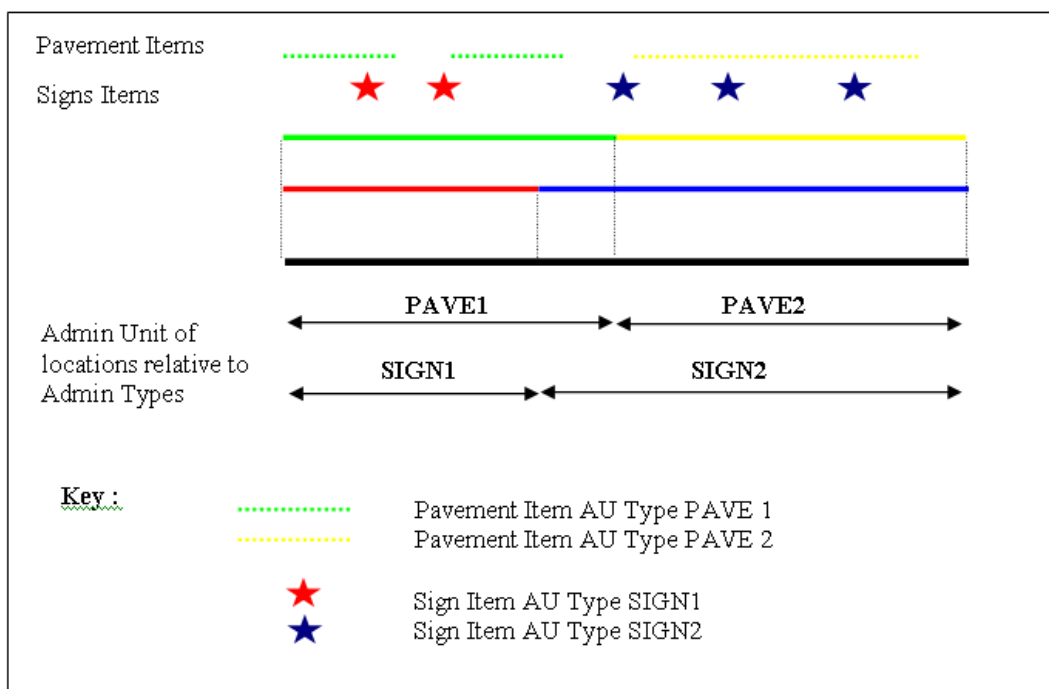 Pavement Items
Signs Items
PAVE1 PAVE2
Admin Unit of
locations relative to
Admin Types
SIGN1 SIGN2
Key :
Pavement Item AU Type PAVE 1
Pavement Item AU Type PAVE 2
Sign Item AU Type SIGN1
Sign Item AU Type SIGN2